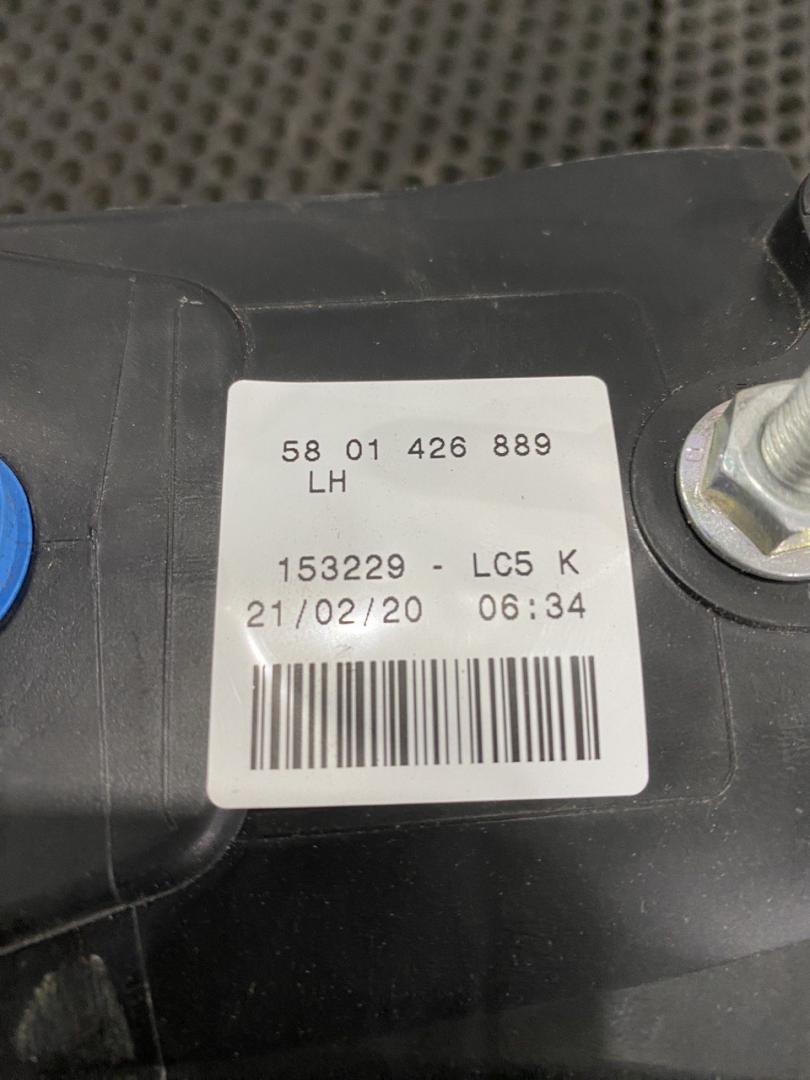 58 01 426 889
LH
153229 - LC5 K
21/02/20 06:34